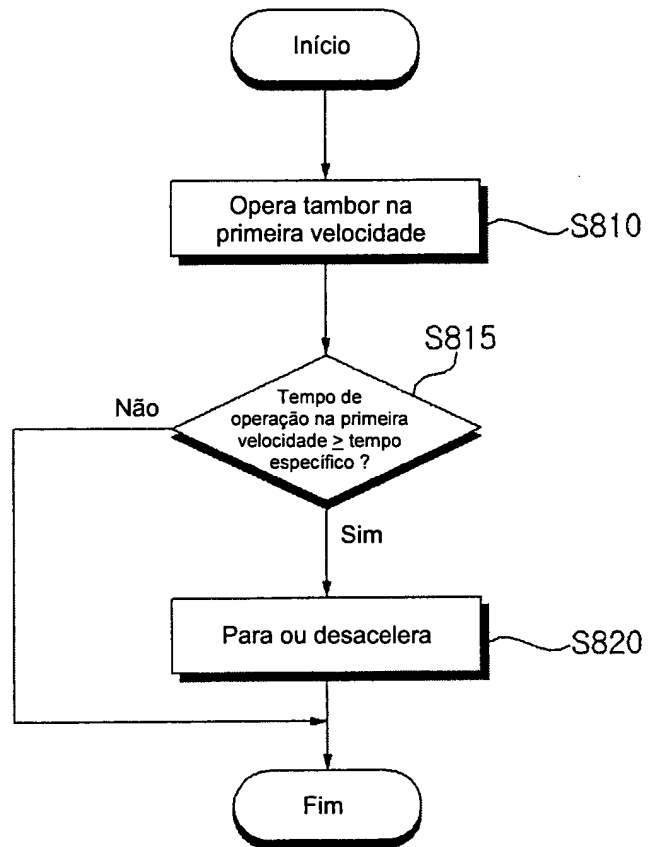 Início
Opera tambor na
primeira velocidade
S810
S815
Tempo de
operação na primeira
velocidade ≥ tempo
específico ?
Não
Sim
Para ou desacelera
S820
Fim